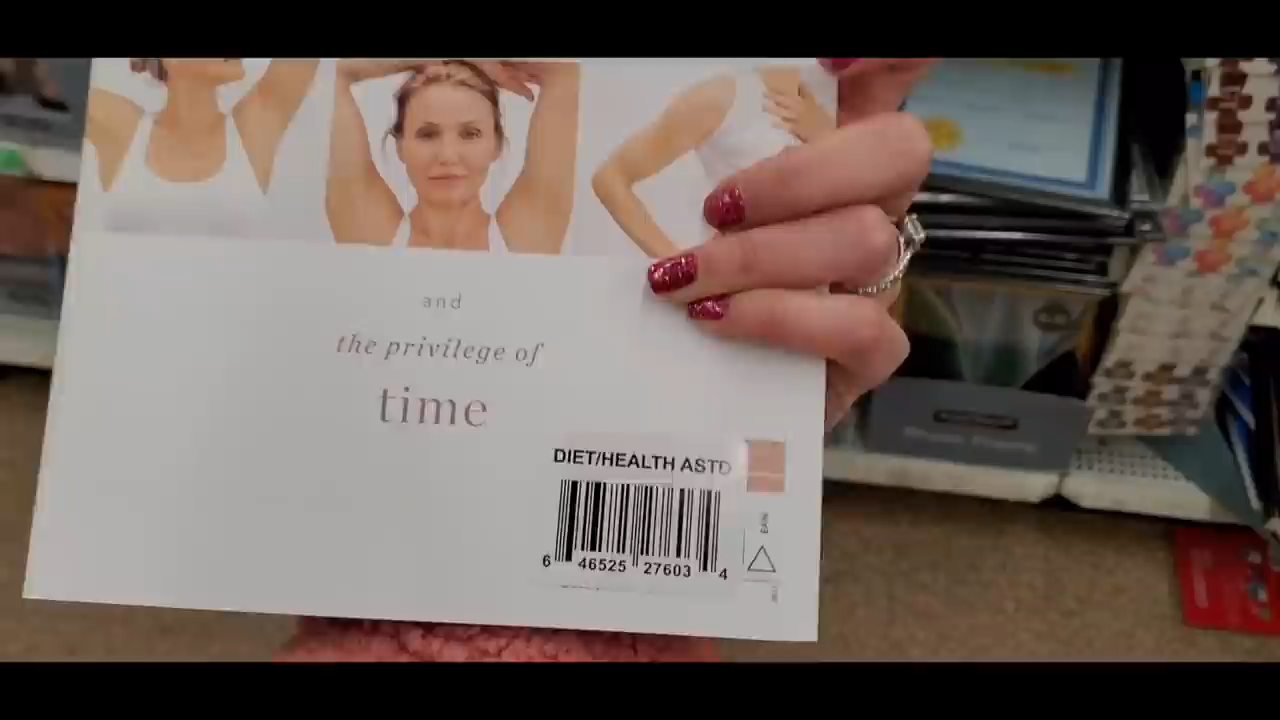 and
the privilege of
time
DIET/HEALTH ASTD
6 46525 27603 4